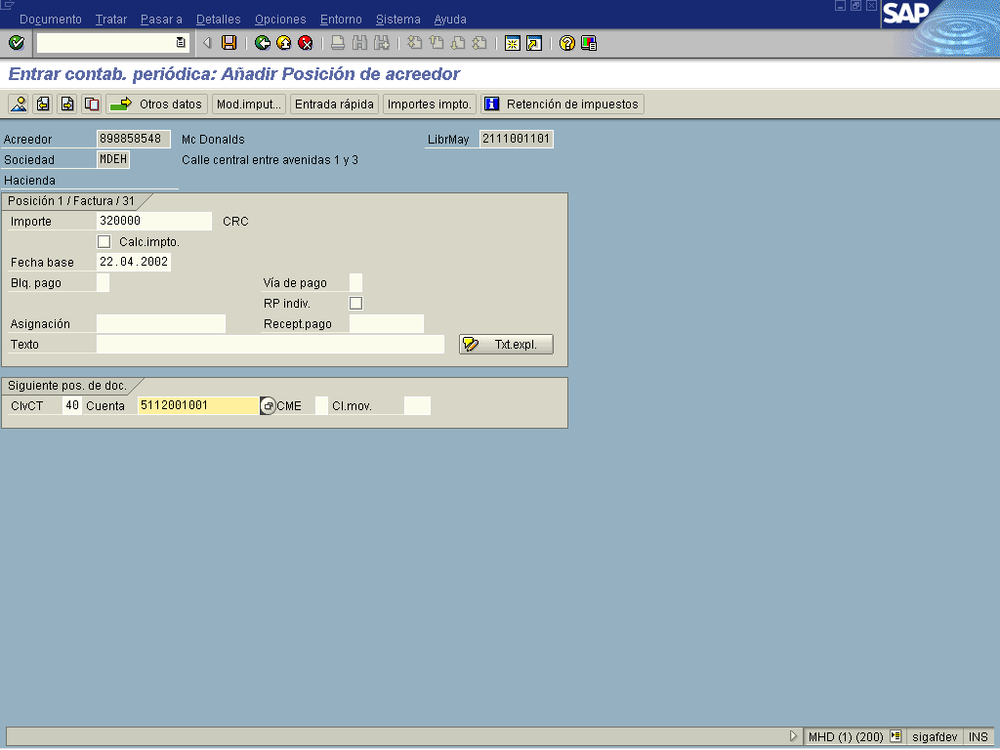 Documento Tratar Pasar a Detalles Opciones Entorno Sistema Ayuda
SAP
Entrar contab. periódica: Añadir Posición de acreedor
Otros datos Mod.imput... Entrada rápida Importes impto. Retención de impuestos
Acreedor 898858548 Mc Donalds LibrMay 2111001101
Sociedad MDEH Calle central entre avenidas 1 y 3
Hacienda
Posición 1 / Factura / 31
Importe 320000 CRC
Calc.impto.
Fecha base 22.04.2002
Blq. pago Vía de pago
RP indiv.
Asignación Recept.pago
Texto Txt.expl.
Siguiente pos. de doc.
ClvCT 40 Cuenta 5112001001 CME Cl.mov.
MHD (1) (200) sigafdev INS